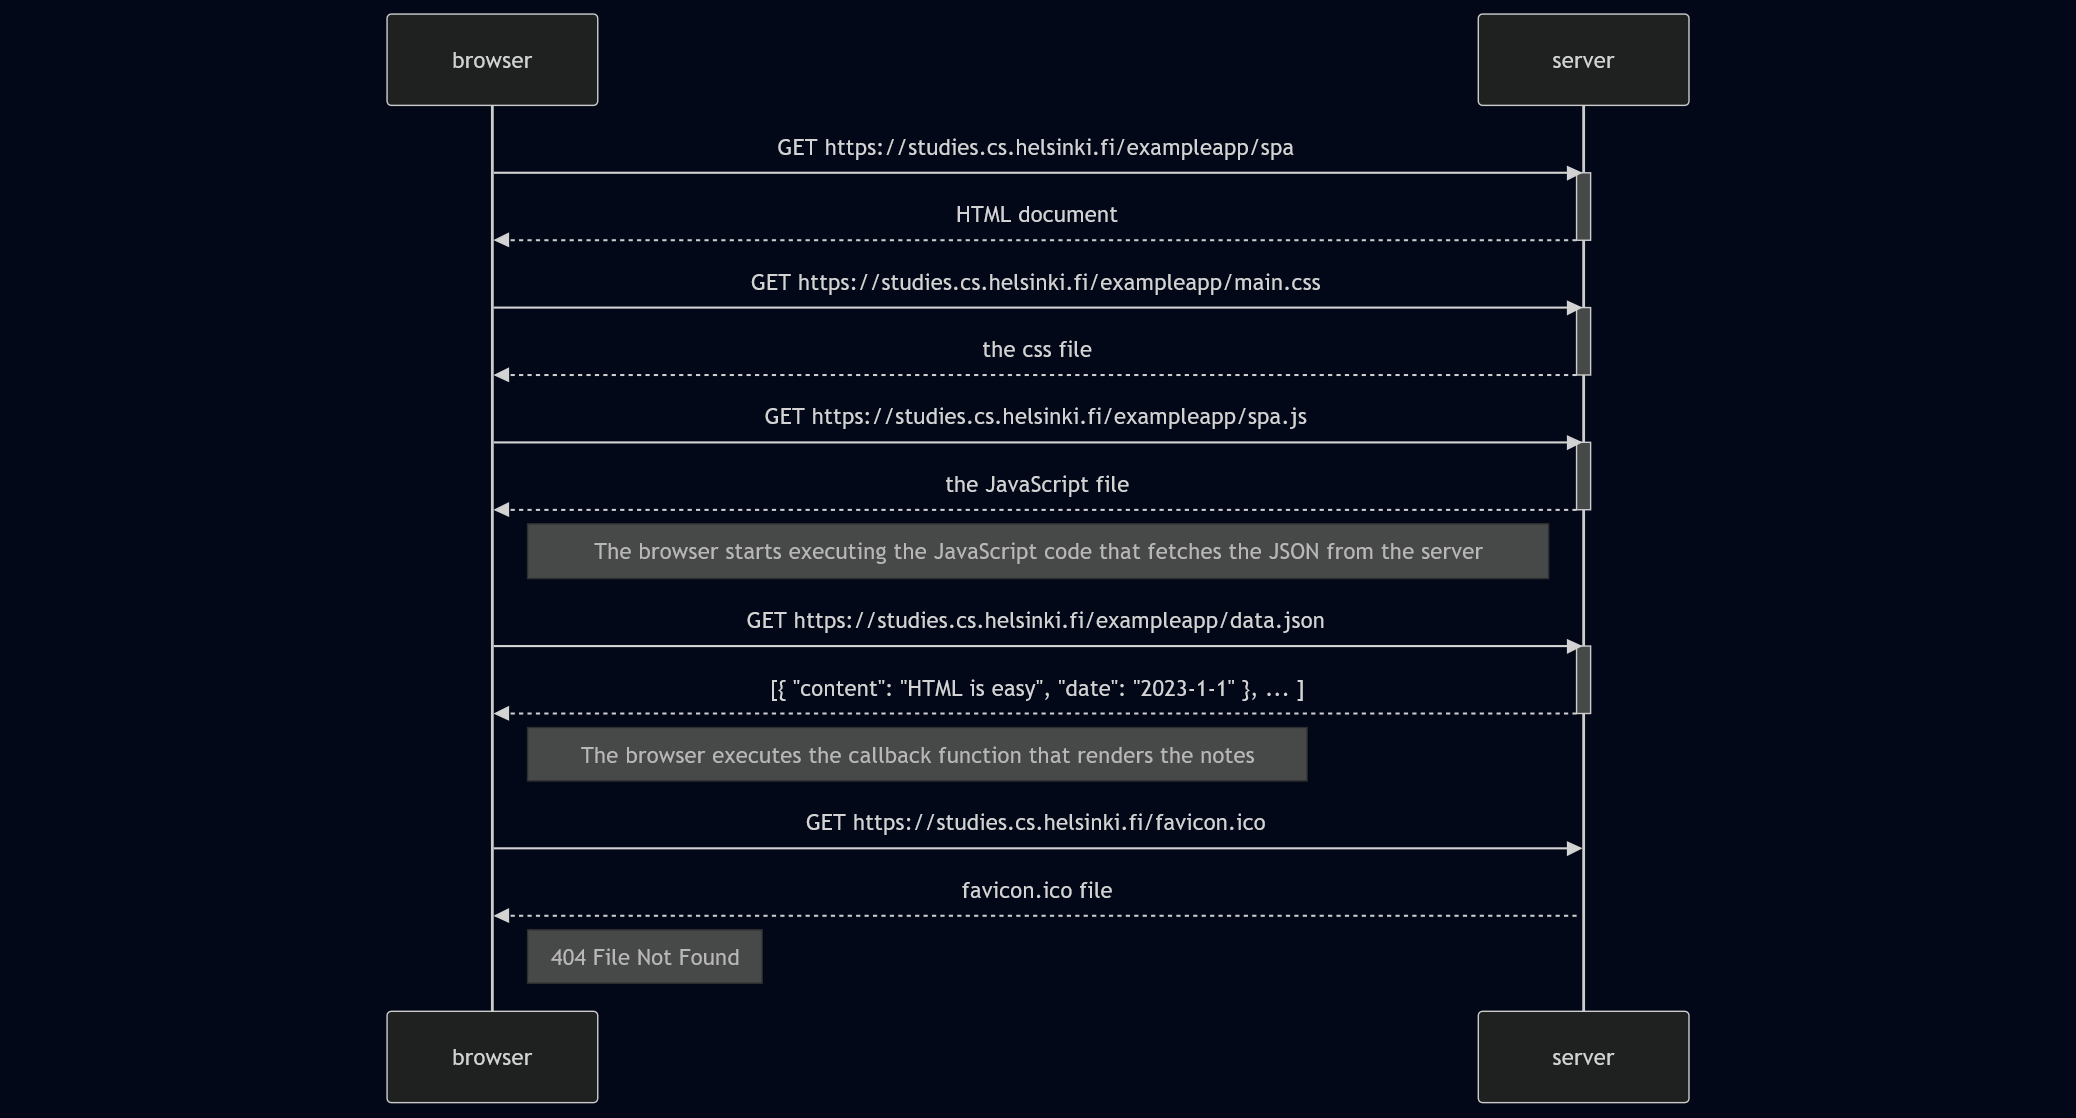 browser
server
GET https://studies.cs.helsinki.fi/exampleapp/spa
HTML document
GET https://studies.cs.helsinki.fi/exampleapp/main.css
the css file
GET https://studies.cs.helsinki.fi/exampleapp/spa.js
the JavaScript file
The browser starts executing the JavaScript code that fetches the JSON from the server
GET https://studies.cs.helsinki.fi/exampleapp/data.json
[{ "content": "HTML is easy", "date": "2023-1-1" }, ... ]
The browser executes the callback function that renders the notes
GET https://studies.cs.helsinki.fi/favicon.ico
favicon.ico file
404 File Not Found
browser
server